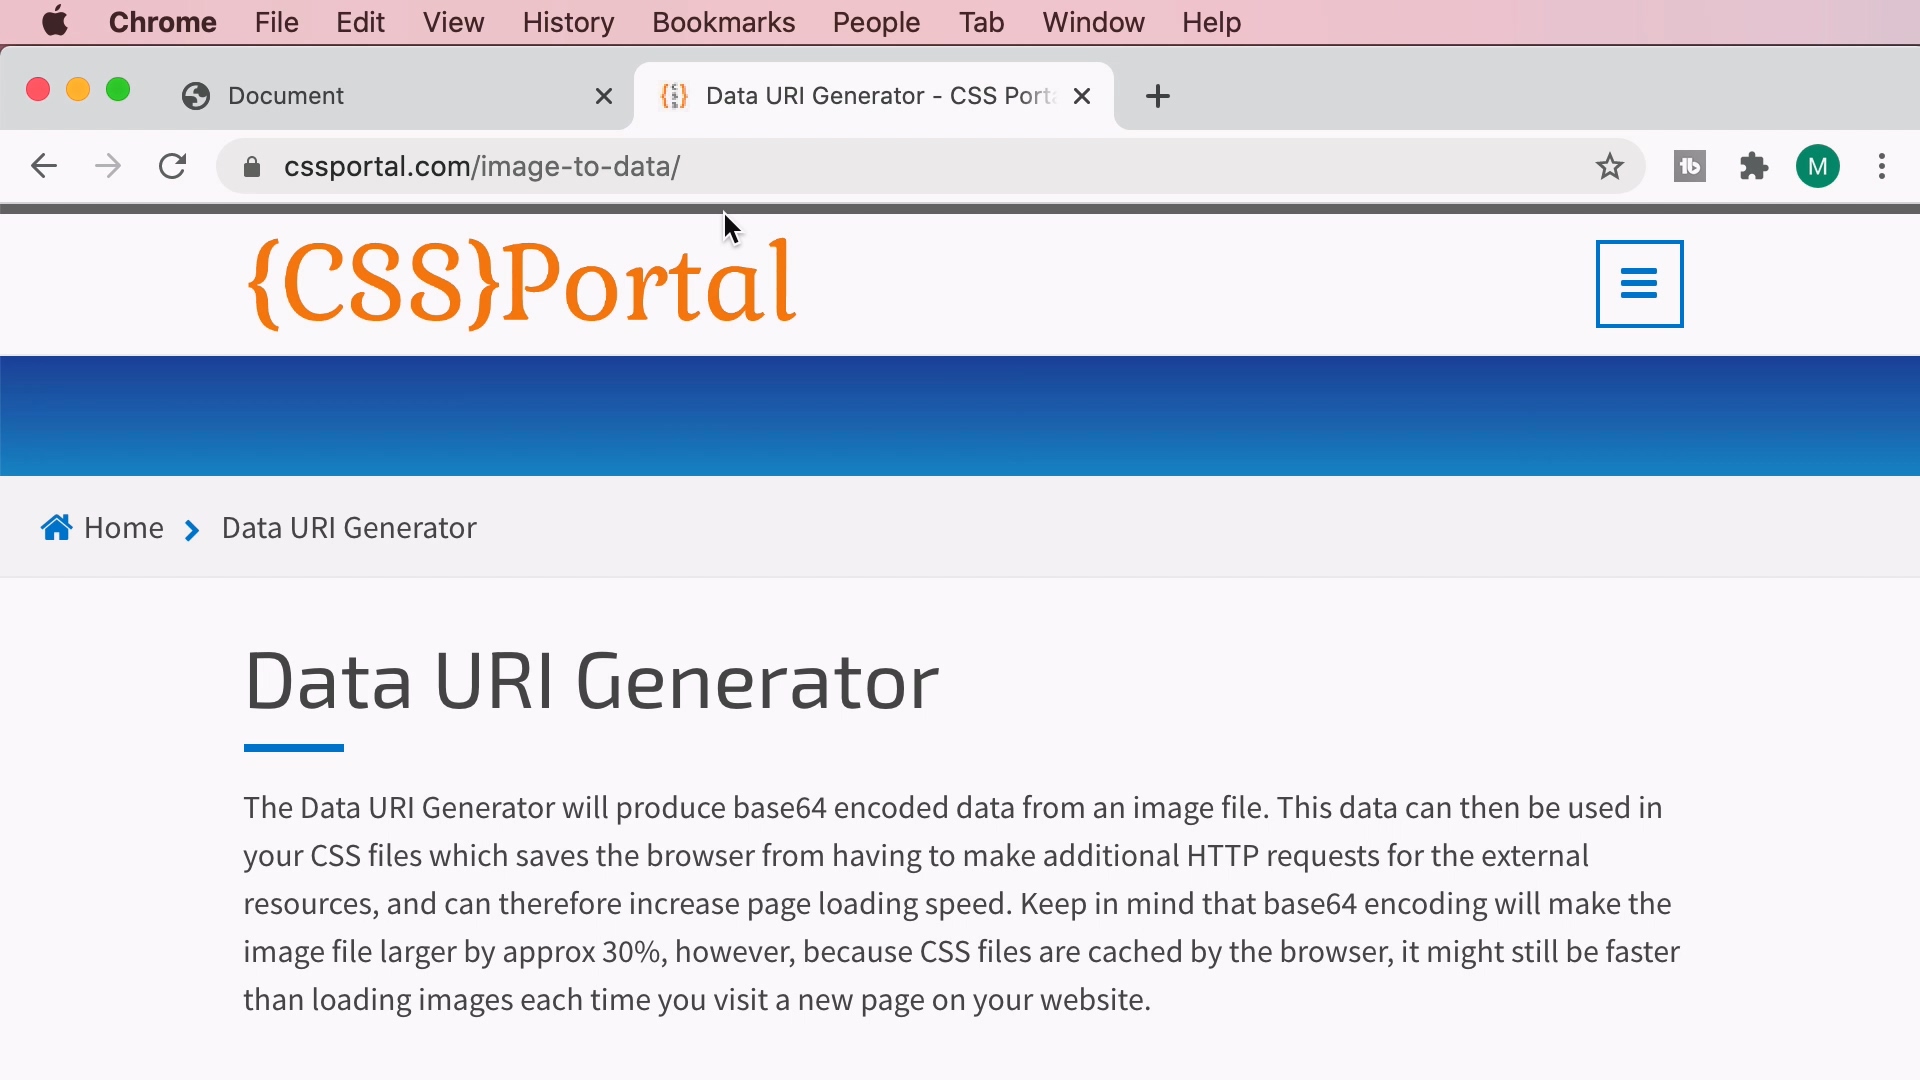 Chrome File Edit View History Bookmarks People Tab Window Help
Document
Data URI Generator - CSS Port
cssportal.com/image-to-data/
M
{CSS}Portal
Home Data URI Generator
Data URI Generator
The Data URI Generator will produce base64 encoded data from an image file. This data can then be used in
your CSS files which saves the browser from having to make additional HTTP requests for the external
resources, and can therefore increase page loading speed. Keep in mind that base64 encoding will make the
image file larger by approx 30%, however, because CSS files are cached by the browser, it might still be faster
than loading images each time you visit a new page on your website.